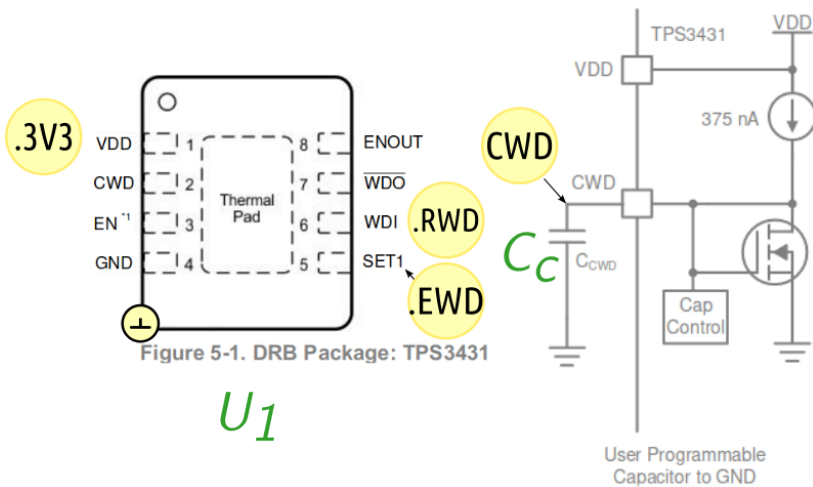 .3V3
VDD 1
CWD 2
EN*1 3
GND 4
Thermal
Pad
8 ENOUT
7 WDO
6 WDI
5 SET1
.RWD
.EWD
Figure 5-1. DRB Package: TPS3431
U1
TPS3431
VDD
VDD
375 nA
CWD
CWD
CC
CCWD
Cap
Control
User Programmable
Capacitor to GND